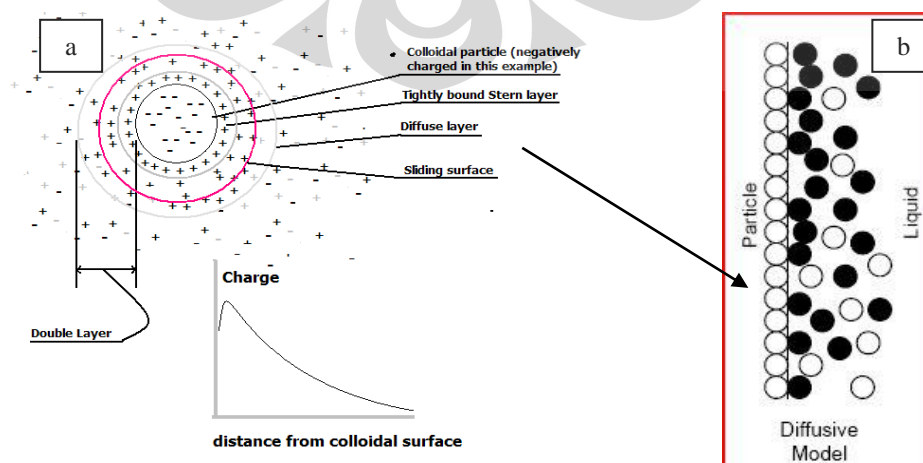 a
Colloidal particle (negatively
charged in this example)
Tightly bound Stern layer
Diffuse layer
Sliding surface
Double Layer
Charge
distance from colloidal surface
b
Particle
Liquid
Diffusive
Model